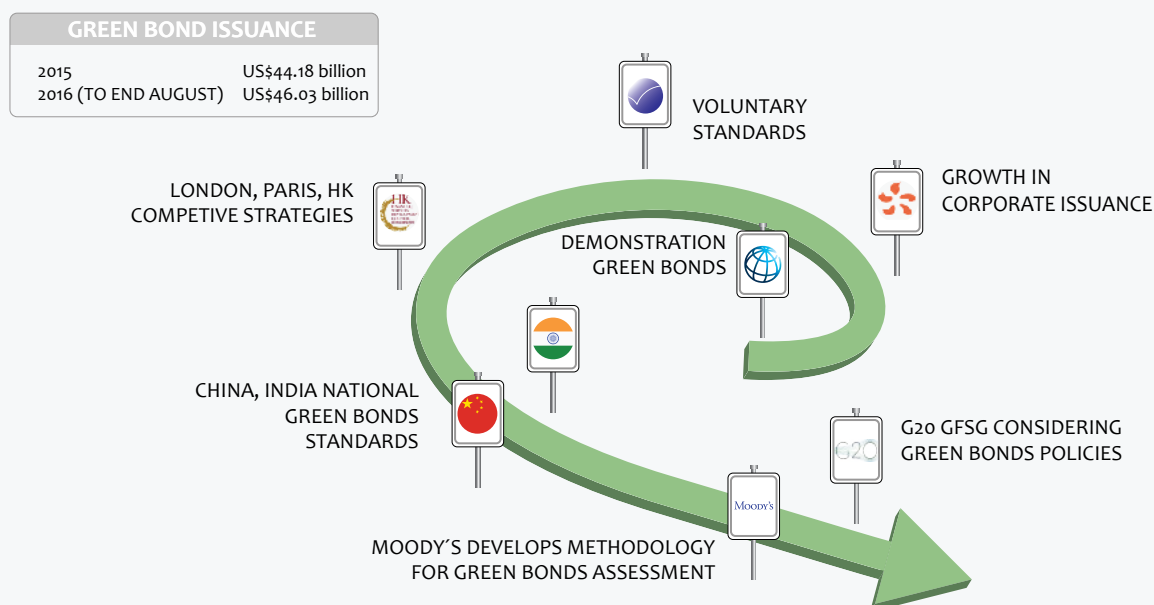 GREEN BOND ISSUANCE
2015 US$44.18 billion
2016 (TO END AUGUST) US$46.03 billion
VOLUNTARY
STANDARDS
GROWTH IN
CORPORATE ISSUANCE
LONDON, PARIS, HK
COMPETIVE STRATEGIES
HK
DEMONSTRATION
GREEN BONDS
CHINA, INDIA NATIONAL
GREEN BONDS
STANDARDS
G20 GFSG CONSIDERING
GREEN BONDS POLICIES
G20
MOODY'S
MOODY´S DEVELOPS METHODOLOGY
FOR GREEN BONDS ASSESSMENT